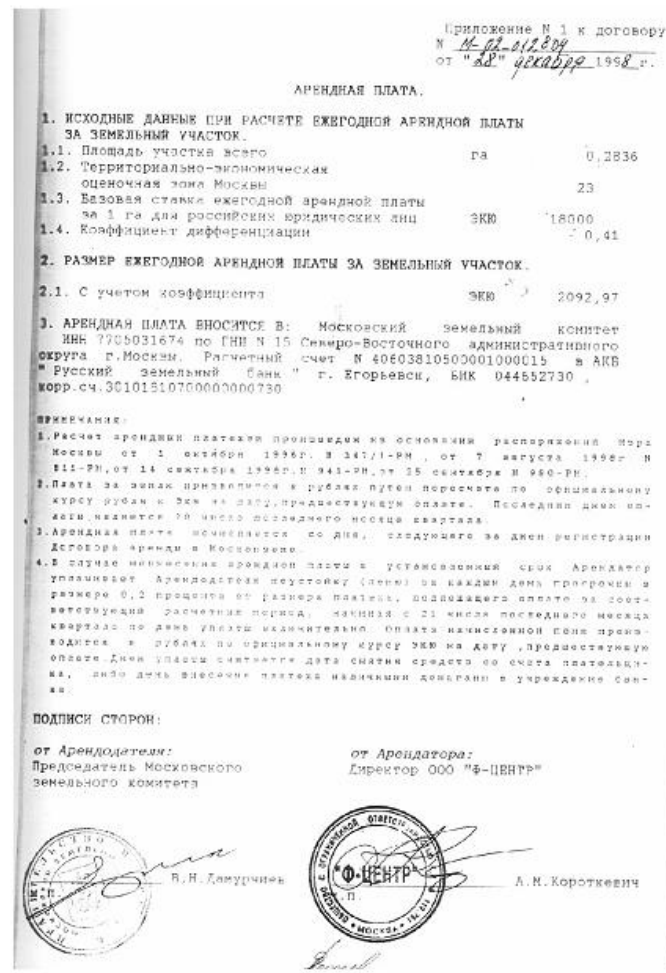 Приложение N 1 к договору
N М-02-012809
от "28" декабря 1998 г.
АРЕНДНАЯ ПЛАТА.
1. ИСХОДНЫЕ ДАННЫЕ ПРИ РАСЧЕТЕ ЕЖЕГОДНОЙ АРЕНДНОЙ ПЛАТЫ
ЗА ЗЕМЕЛЬНЫЙ УЧАСТОК.
1.1. Площадь участка всего га 0,2836
1.2. Территориально-экономическая
оценочная зона Москвы 23
1.3. Базовая ставка ежегодной арендной платы
за 1 га для российских юридических лиц ЭКЮ 18000
1.4. Коэффициент дифференциации 0,41
2. РАЗМЕР ЕЖЕГОДНОЙ АРЕНДНОЙ ПЛАТЫ ЗА ЗЕМЕЛЬНЫЙ УЧАСТОК.
2.1. С учетом коэффициента ЭКЮ 2092,97
3. АРЕНДНАЯ ПЛАТА ВНОСИТСЯ В: Московский земельный комитет
ИНН 7705031674 по ГНИ N 15 Северо-Восточного административного
округа г.Москвы. Расчетный счет N 40603810500001000015 в АКБ
" Русский земельный банк " г. Егорьевск, БИК 044652730 ,
корр.сч.30101510700000000730
ПРИМЕЧАНИЕ:
1.Расчет арендных платежей произведен на основании распоряжений Мэра
Москвы от 1 октября 1996г. N 347/1-РМ , от 7 августа 1998г N
811-РМ,от 14 сентября 1998г.N 941-РМ,от 25 сентября N 980-РМ.
2.Плата за землю принимается в рублях путем пересчета по официальному
курсу рубля к Экю на дату,предшествующую оплате. Последним днем оп-
латы является 20 число последнего месяца квартала.
3.Арендная плата начисляется со дня, следующего за днем регистрации
Договора аренды в Москомземе.
4.В случае невнесения арендной платы в установленный срок Арендатор
уплачивает Арендодателю неустойку (пеню) за каждый день просрочки в
размере 0,2 процента от размера платежа, подлежащего оплате за соот-
ветствующий расчетный период, начиная с 21 числа последнего месяца
квартала по день уплаты включительно. Оплата начисленной пени произ-
водится в рублях по официальному курсу ЭКЮ на дату ,предшествующую
оплате.Днем уплаты считается дата снятия средств со счета плательщи-
ка, либо день внесения платежа наличными деньгами в учреждение бан-
ка.
ПОДПИСИ СТОРОН:
от Арендодателя: от Арендатора:
Председатель Московского Директор ООО "Ф-ЦЕНТР"
земельного комитета
В.Н.Дамурчиев А.М.Короткевич
"Ф-ЦЕНТР"
М.П.
МОСКВА